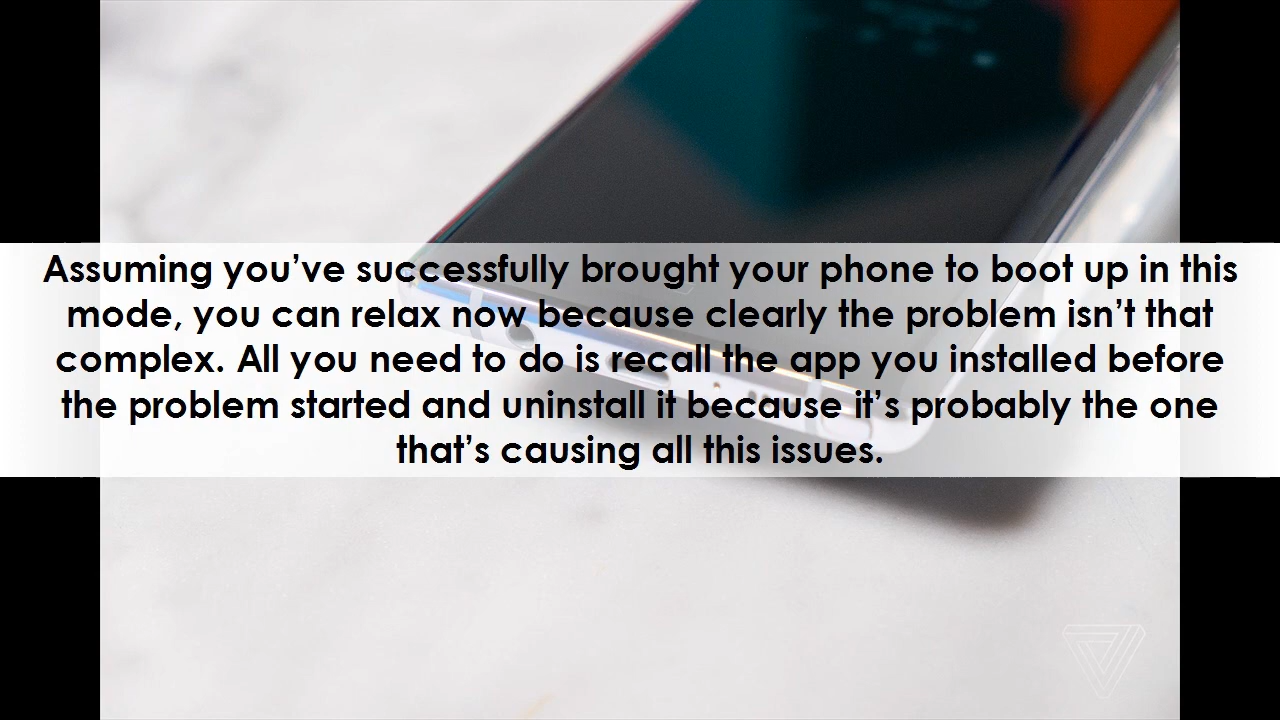 Assuming you’ve successfully brought your phone to boot up in this
mode, you can relax now because clearly the problem isn’t that
complex. All you need to do is recall the app you installed before
the problem started and uninstall it because it’s probably the one
that’s causing all this issues.